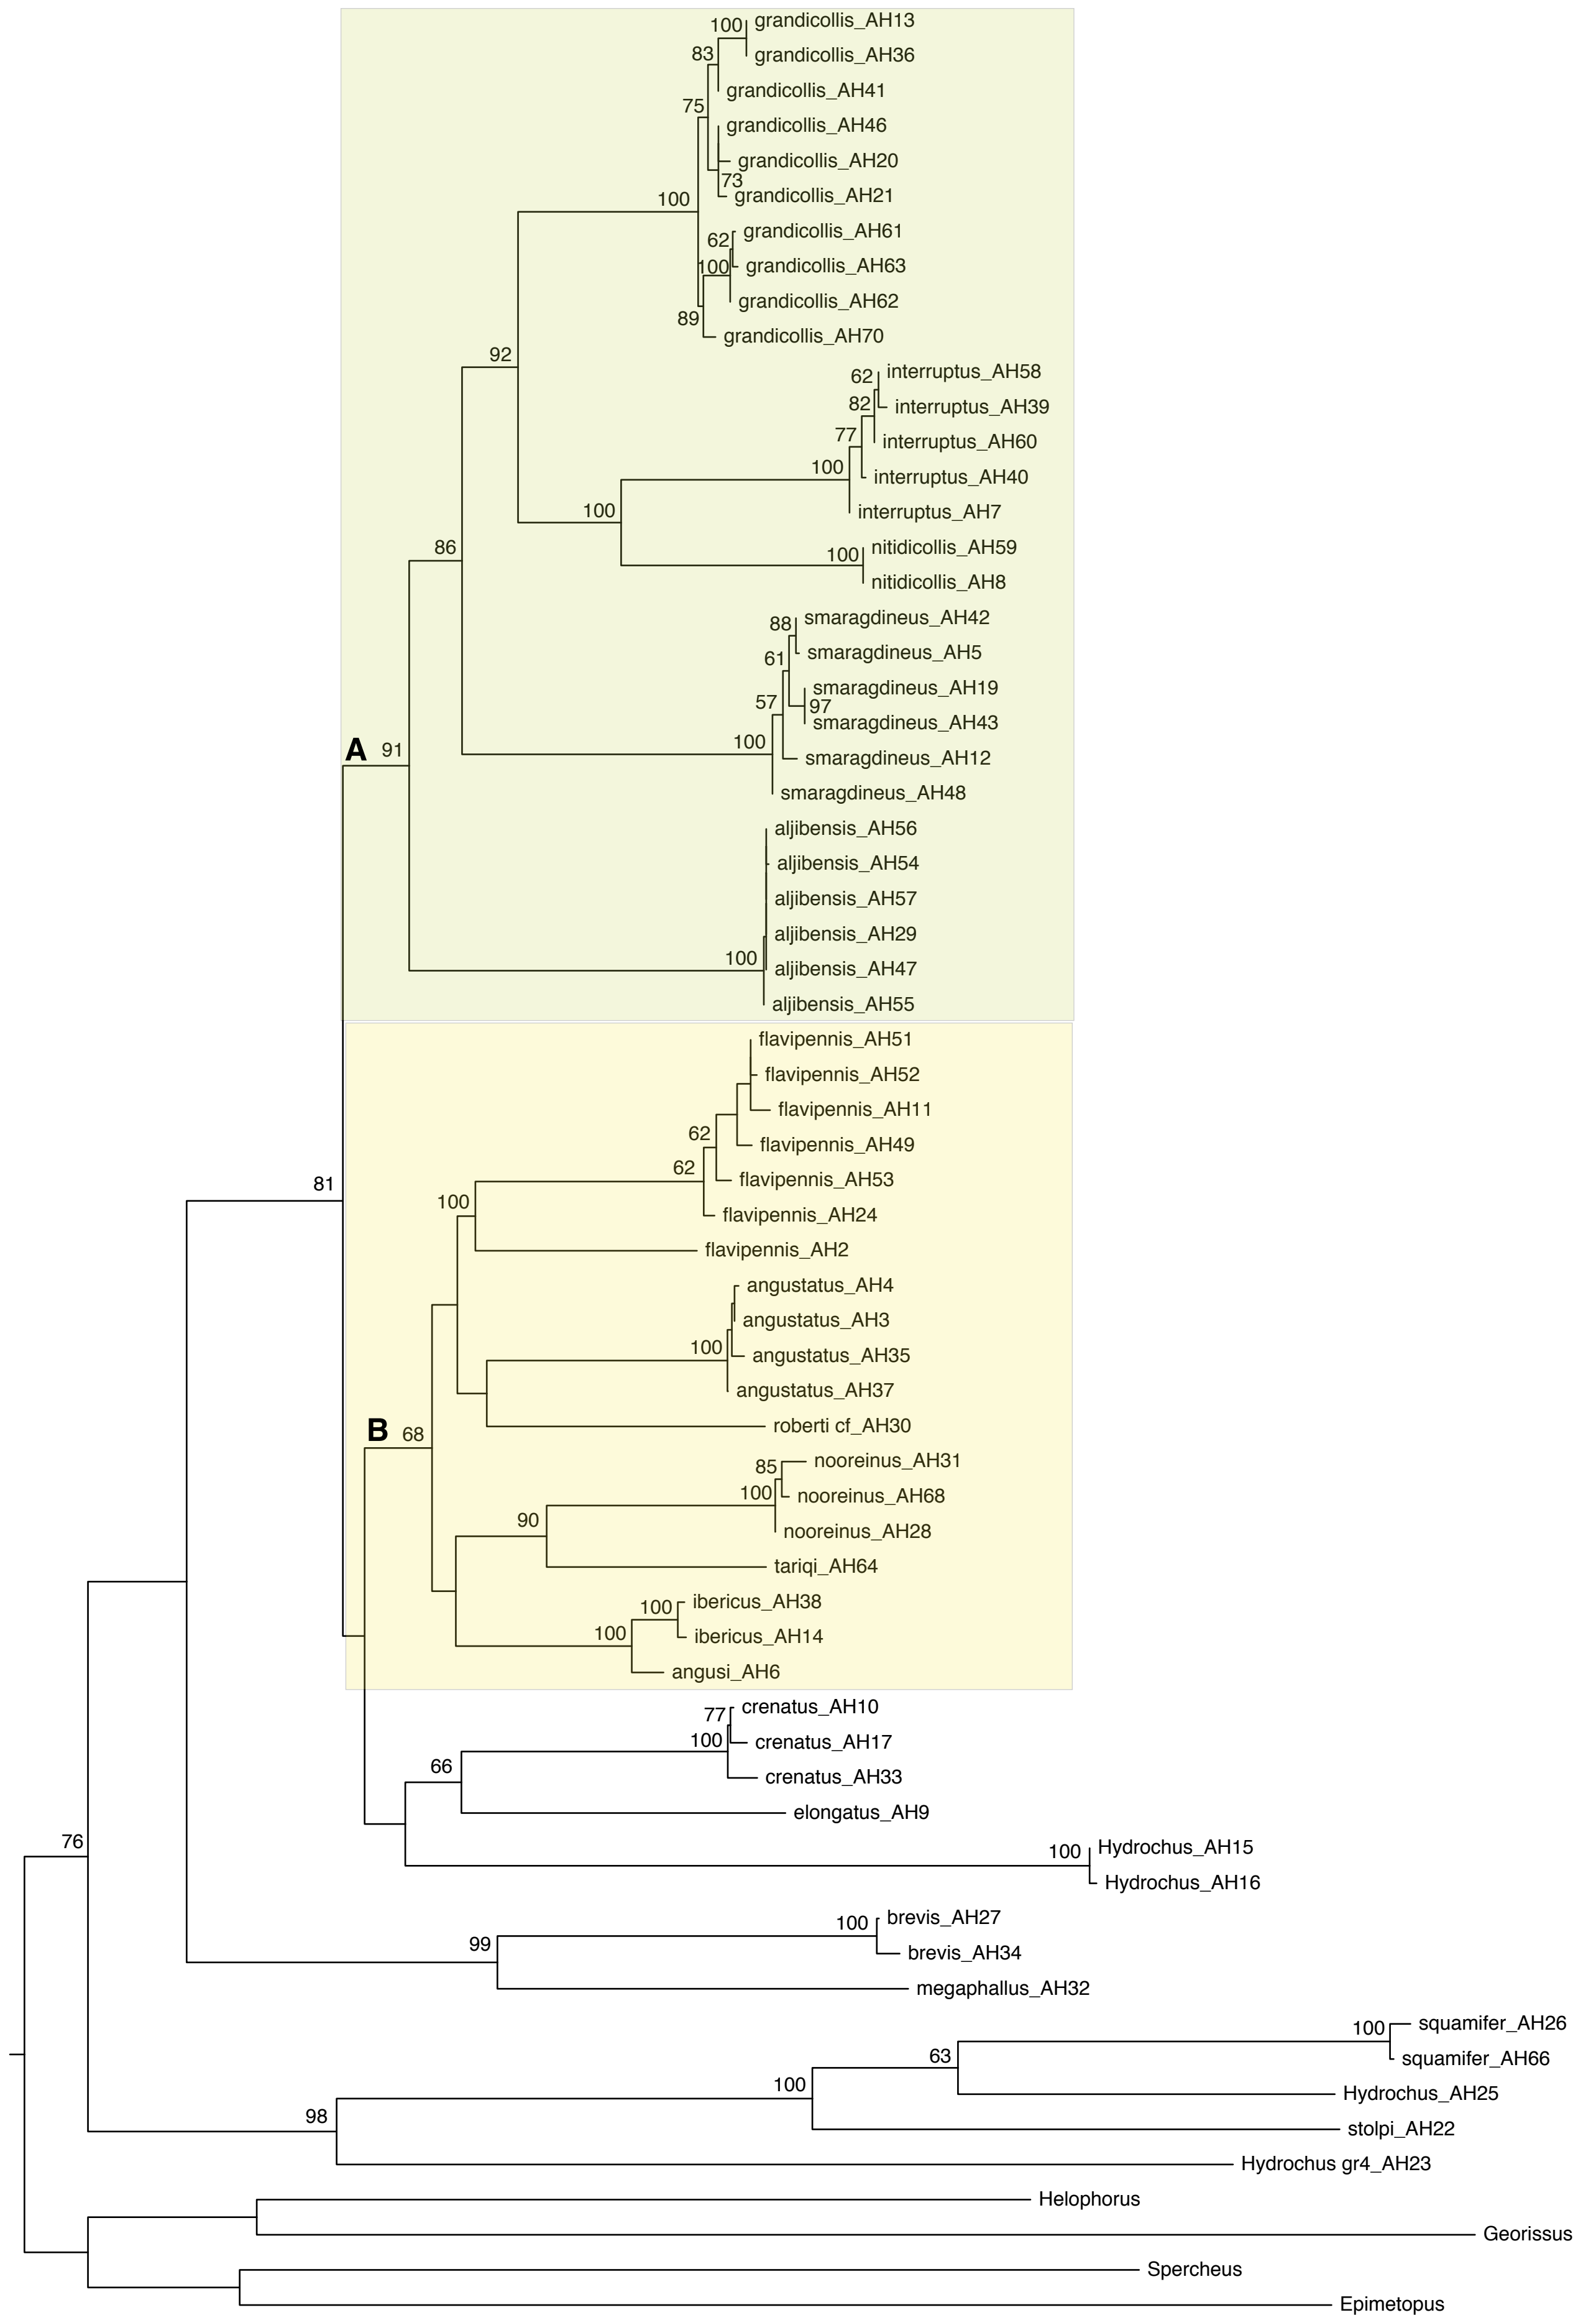 100 grandicollis_AH13
83 grandicollis_AH36
grandicollis_AH41
75
grandicollis_AH46
grandicollis_AH20
73
100 grandicollis_AH21
62 grandicollis_AH61
100 grandicollis_AH63
grandicollis_AH62
89
grandicollis_AH70
92
62 interruptus_AH58
82 interruptus_AH39
77 interruptus_AH60
100 interruptus_AH40
100 interruptus_AH7
86 100 nitidicollis_AH59
nitidicollis_AH8
88 smaragdineus_AH42
61 smaragdineus_AH5
smaragdineus_AH19
57 97
smaragdineus_AH43
A 91 100 smaragdineus_AH12
smaragdineus_AH48
aljibensis_AH56
aljibensis_AH54
aljibensis_AH57
aljibensis_AH29
100 aljibensis_AH47
aljibensis_AH55
flavipennis_AH51
flavipennis_AH52
flavipennis_AH11
62 flavipennis_AH49
62 flavipennis_AH53
81
100 flavipennis_AH24
flavipennis_AH2
angustatus_AH4
angustatus_AH3
100 angustatus_AH35
angustatus_AH37
B 68 roberti cf_AH30
85 nooreinus_AH31
100 nooreinus_AH68
90 nooreinus_AH28
tariqi_AH64
100 ibericus_AH38
100 ibericus_AH14
angusi_AH6
77 crenatus_AH10
100 crenatus_AH17
66 crenatus_AH33
elongatus_AH9
76 100 Hydrochus_AH15
Hydrochus_AH16
100 brevis_AH27
99 brevis_AH34
megaphallus_AH32
100 squamifer_AH26
63 squamifer_AH66
100 Hydrochus_AH25
98 stolpi_AH22
Hydrochus gr4_AH23
Helophorus
Georissus
Spercheus
Epimetopus